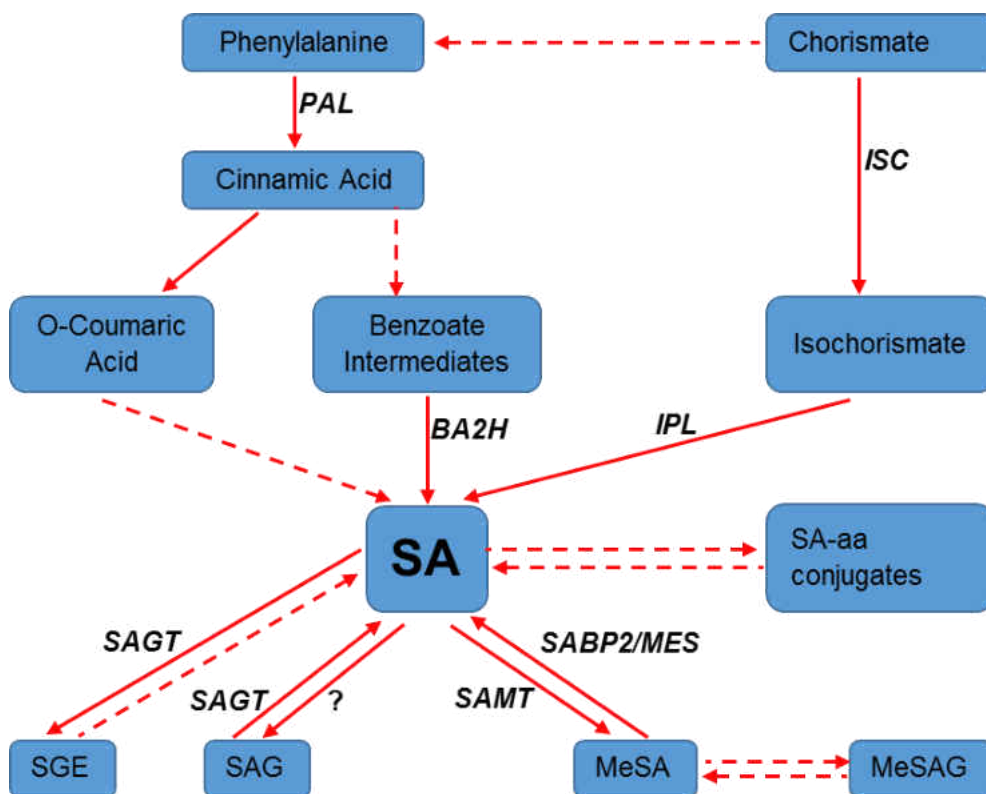 Phenylalanine
Chorismate
PAL
ISC
Cinnamic Acid
O-Coumaric
Acid
Benzoate
Intermediates
Isochorismate
BA2H
IPL
SA
SA-aa
conjugates
SAGT
SAGT
?
SAMT
SABP2/MES
SGE
SAG
MeSA
MeSAG